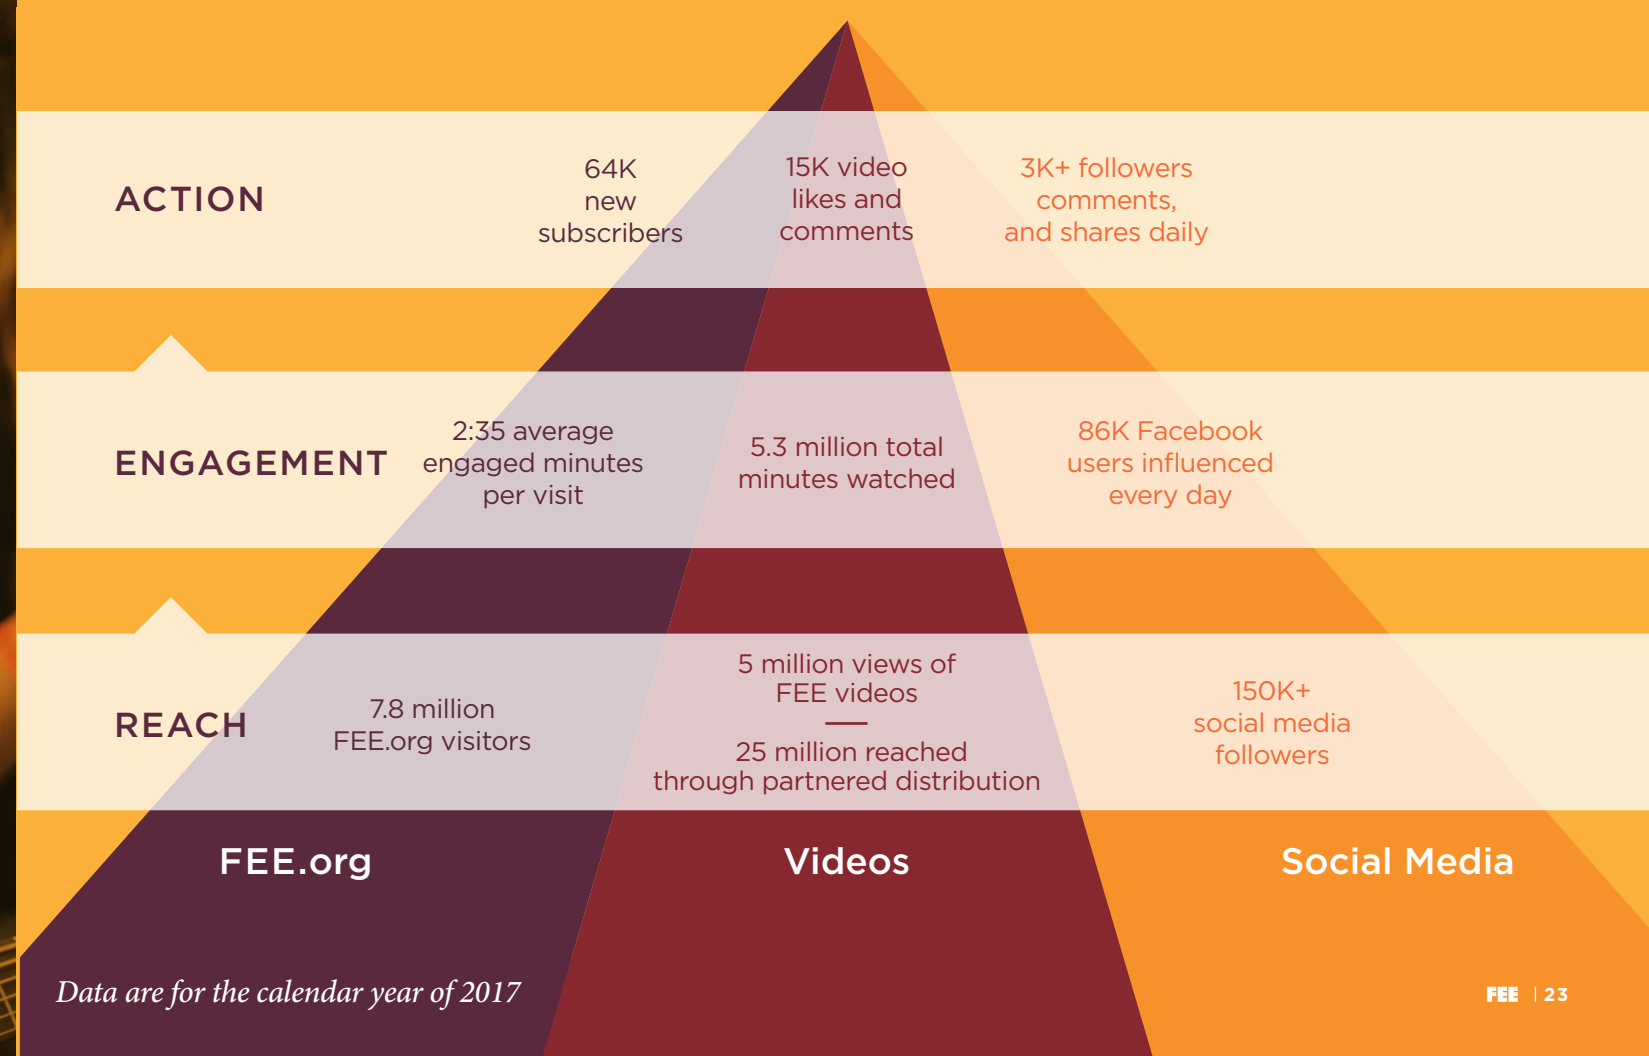 ACTION
64K
new
subscribers
15K video
likes and
comments
3K+ followers
comments,
and shares daily
ENGAGEMENT
2:35 average
engaged minutes
per visit
5.3 million total
minutes watched
86K Facebook
users influenced
every day
REACH
7.8 million
FEE.org visitors
5 million views of
FEE videos
25 million reached
through partnered distribution
150K+
social media
followers
FEE.org
Videos
Social Media
Data are for the calendar year of 2017
FEE | 23